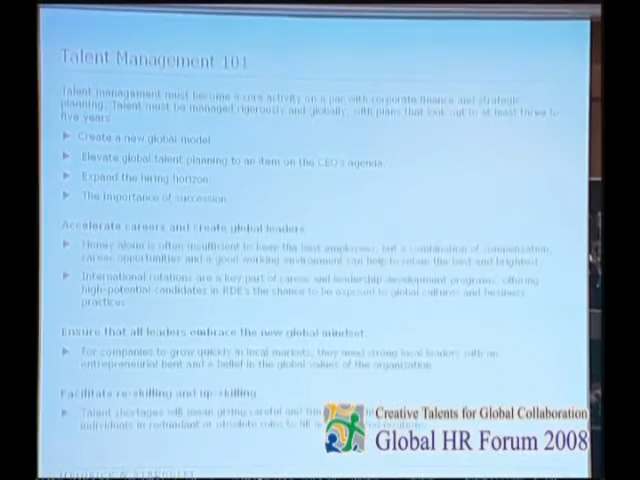 Talent Management 101
Talent management must become a core activity on a par with corporate finance and strategic
planning. Talent must be managed rigorously and globally, with plans that look out to at least three to
five years
Create a new global model
Elevate global talent planning to an item on the CEO's agenda.
Expand the hiring horizon.
The importance of succession
Accelerate careers and create global leaders
Money alone is often insufficient to keep the best employees, but a combination of compensation,
career opportunities and a good working environment can help to retain the best and brightest
International rotations are a key part of career and leadership development programs, offering
high-potential candidates in RDE's the chance to be exposed to global cultures and business
practices
Ensure that all leaders embrace the new global mindset.
For companies to grow quickly in local markets, they need strong local leaders with an
entrepreneurial bent and a belief in the global values of the organization
Facilitate re-skilling and up-skilling
Talent shortages will mean giving careful and
individuals in redundant or obsolete roles to
Creative Talents for Global Collaboration
Global HR Forum 2008